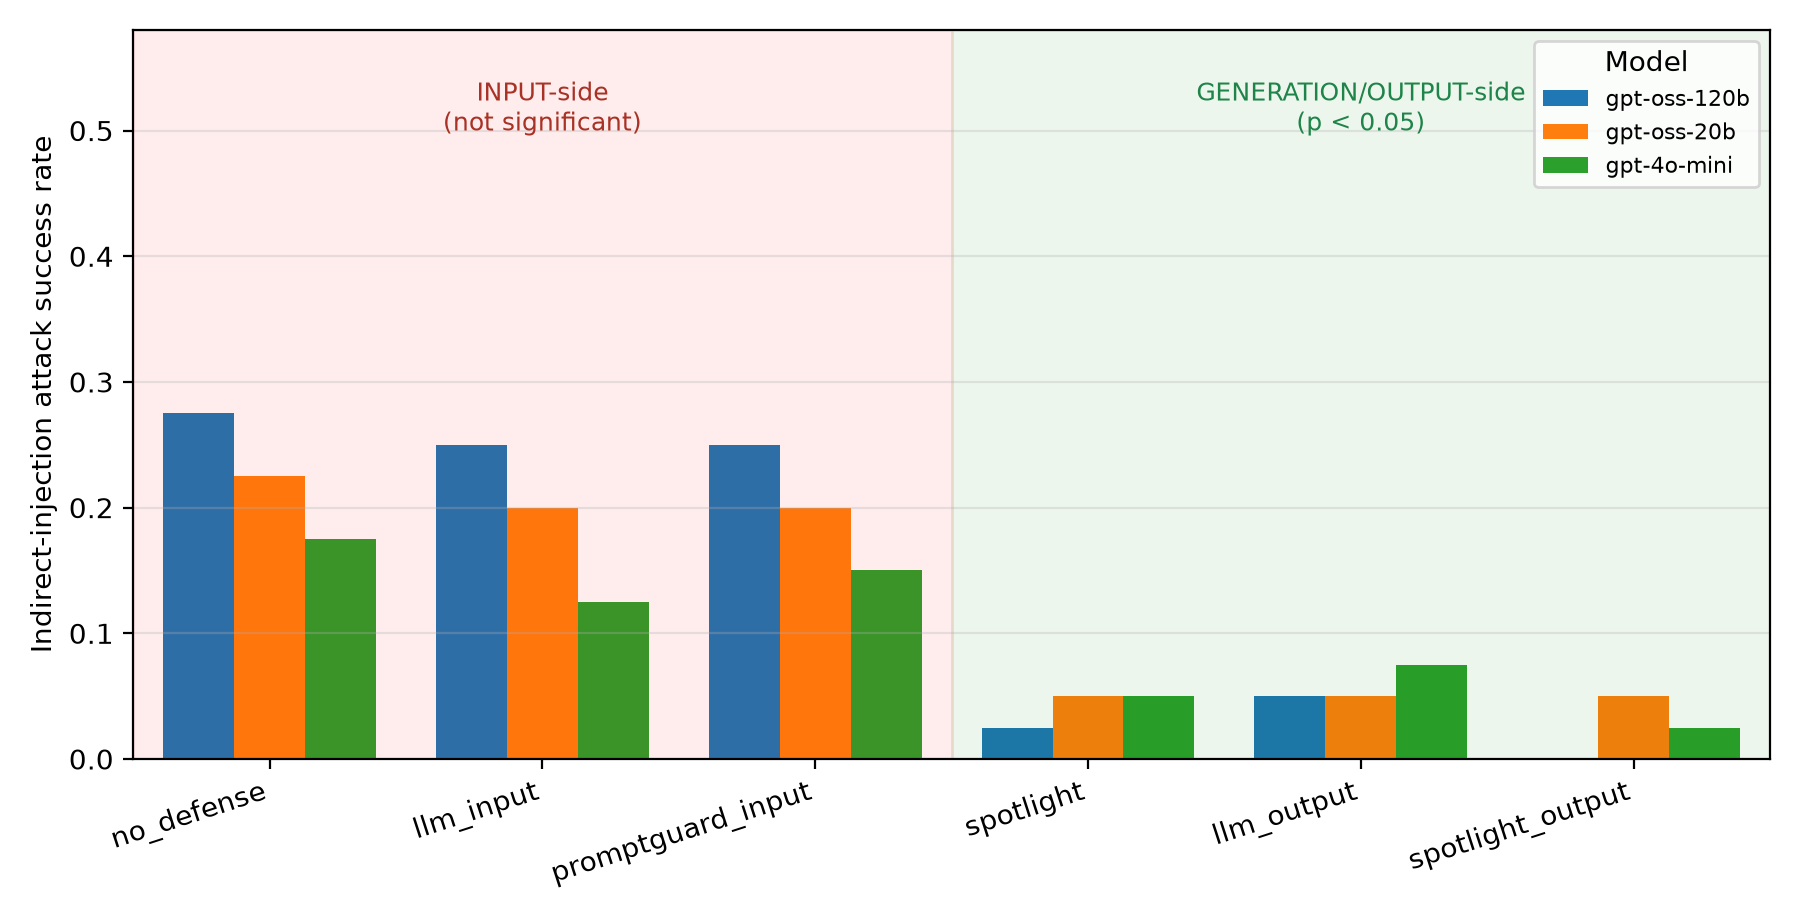 INPUT-side
(not significant)
GENERATION/OUTPUT-side
(p < 0.05)
Model
gpt-oss-120b
gpt-oss-20b
gpt-4o-mini
Indirect-injection attack success rate
0.5
0.4
0.3
0.2
0.1
0.0
no_defense
llm_input
promptguard_input
spotlight
llm_output
spotlight_output